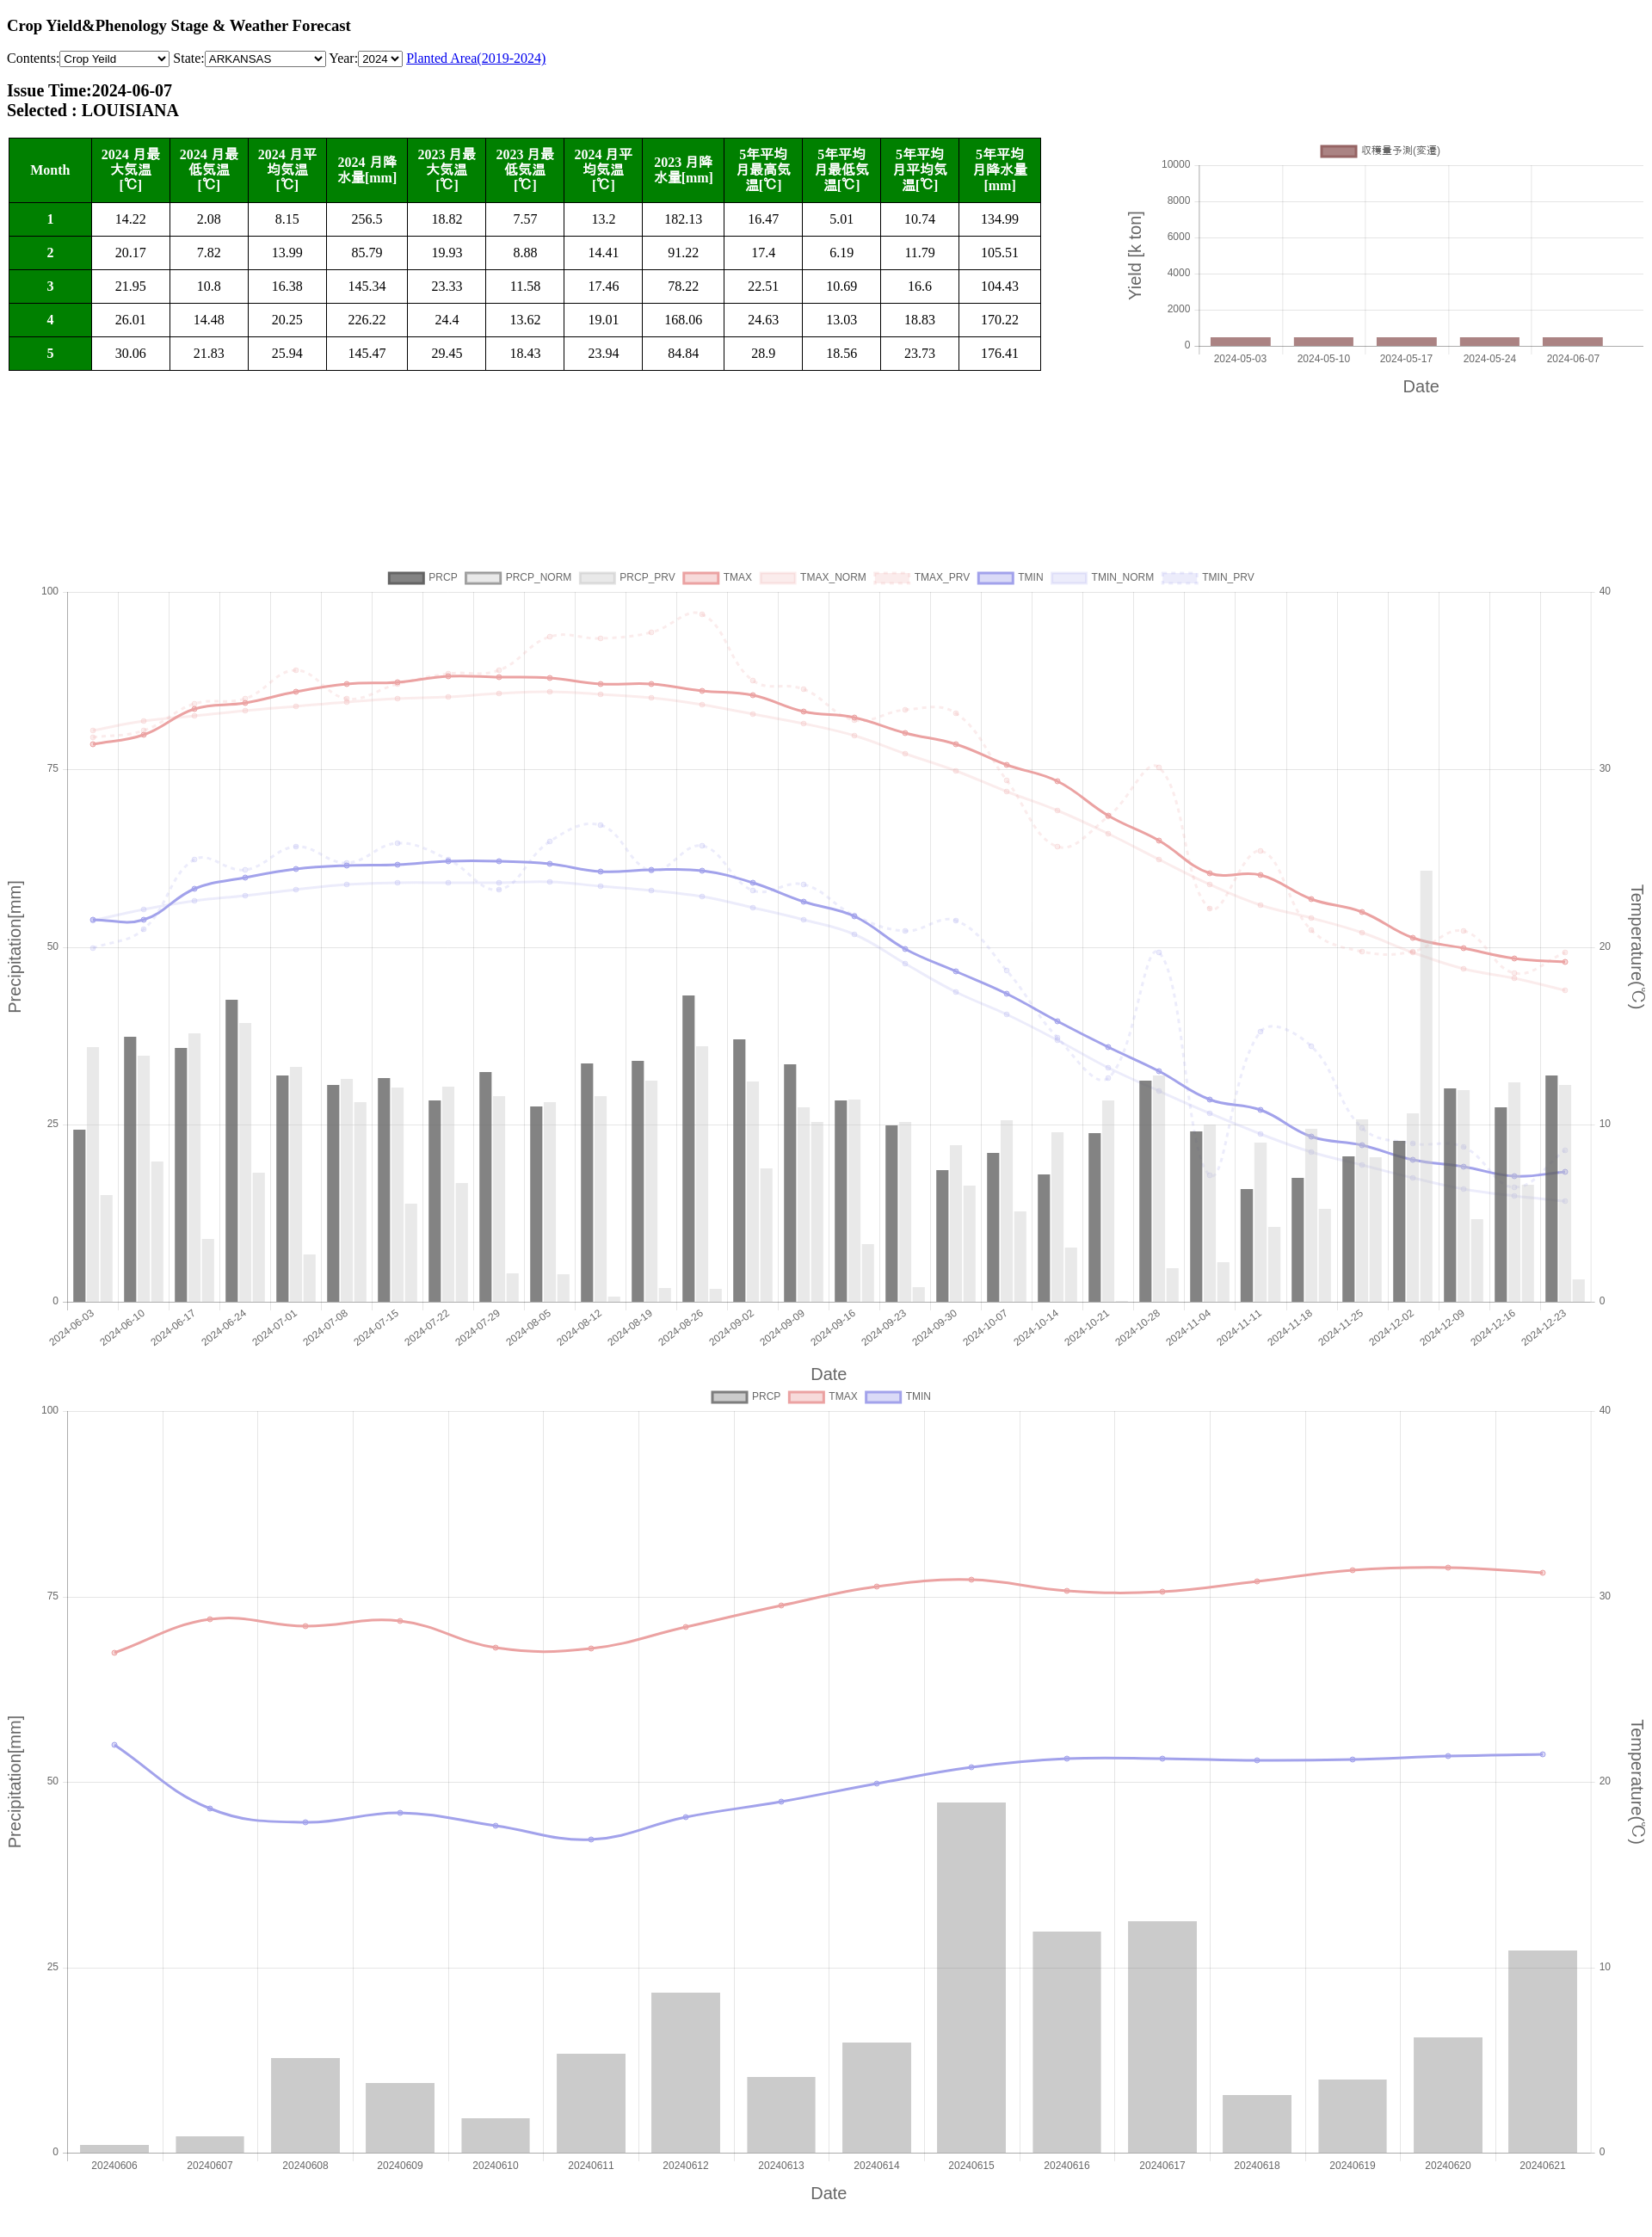 Crop Yield&Phenology Stage & Weather Forecast
Contents: Crop Yeild State: ARKANSAS Year: 2024 Planted Area(2019-2024)
Issue Time:2024-06-07
Selected : LOUISIANA
Month 2024 月最大気温[℃] 2024 月最低気温[℃] 2024 月平均気温[℃] 2024 月降水量[mm] 2023 月最大気温[℃] 2023 月最低気温[℃] 2024 月平均気温[℃] 2023 月降水量[mm] 5年平均月最高気温[℃] 5年平均月最低気温[℃] 5年平均月平均気温[℃] 5年平均月降水量[mm]
1 14.22 2.08 8.15 256.5 18.82 7.57 13.2 182.13 16.47 5.01 10.74 134.99
2 20.17 7.82 13.99 85.79 19.93 8.88 14.41 91.22 17.4 6.19 11.79 105.51
3 21.95 10.8 16.38 145.34 23.33 11.58 17.46 78.22 22.51 10.69 16.6 104.43
4 26.01 14.48 20.25 226.22 24.4 13.62 19.01 168.06 24.63 13.03 18.83 170.22
5 30.06 21.83 25.94 145.47 29.45 18.43 23.94 84.84 28.9 18.56 23.73 176.41
収穫量予測(変遷)
Yield [k ton]
10000
8000
6000
4000
2000
0
2024-05-03 2024-05-10 2024-05-17 2024-05-24 2024-06-07
Date
PRCP PRCP_NORM PRCP_PRV TMAX TMAX_NORM TMAX_PRV TMIN TMIN_NORM TMIN_PRV
100 40
75 30
50 20
25 10
0 0
Precipitation[mm]
Temperature(℃)
2024-06-03 2024-06-10 2024-06-17 2024-06-24 2024-07-01 2024-07-08 2024-07-15 2024-07-22 2024-07-29 2024-08-05 2024-08-12 2024-08-19 2024-08-26 2024-09-02 2024-09-09 2024-09-16 2024-09-23 2024-09-30 2024-10-07 2024-10-14 2024-10-21 2024-10-28 2024-11-04 2024-11-11 2024-11-18 2024-11-25 2024-12-02 2024-12-09 2024-12-16 2024-12-23
Date
PRCP TMAX TMIN
100 40
75 30
50 20
25 10
0 0
Precipitation[mm]
Temperature(℃)
20240606 20240607 20240608 20240609 20240610 20240611 20240612 20240613 20240614 20240615 20240616 20240617 20240618 20240619 20240620 20240621
Date